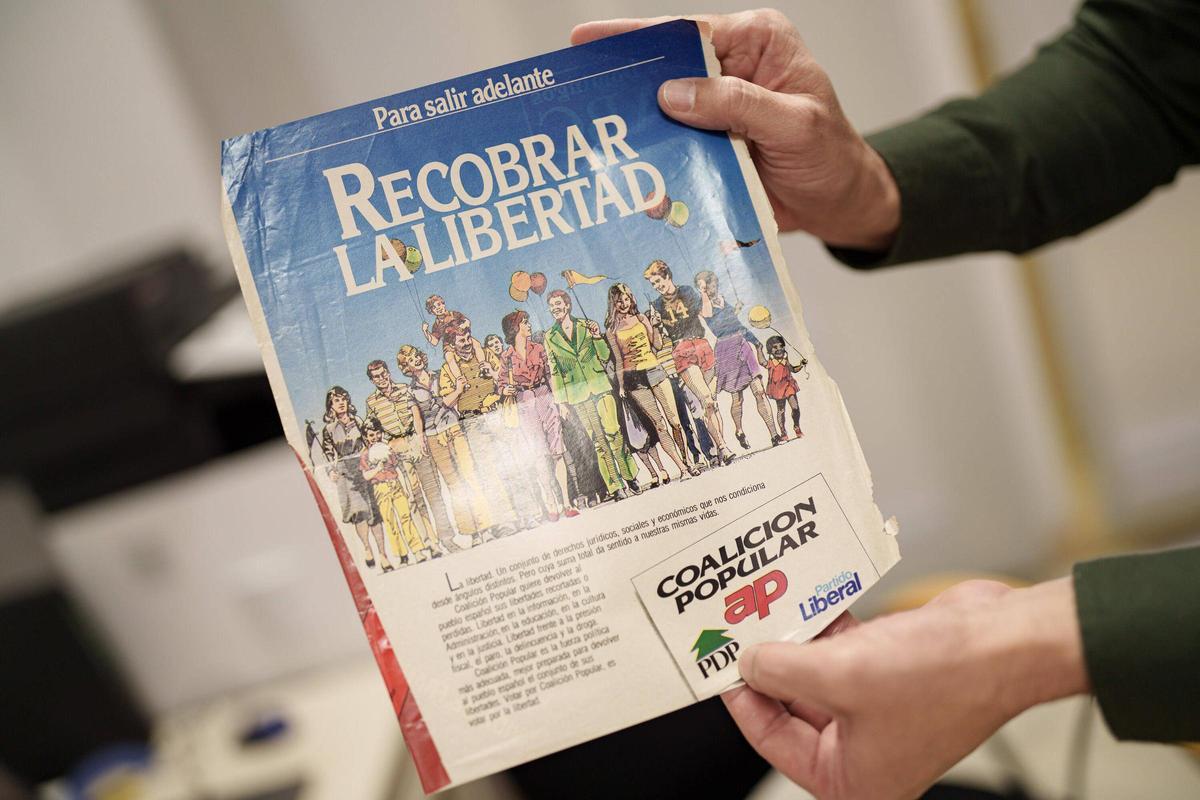 Para salir adelante
RECOBRAR
LA LIBERTAD
14
La libertad. Un conjunto de derechos jurídicos, sociales y económicos que nos condiciona
desde ángulos distintos. Pero cuya suma total da sentido a nuestras mismas vidas.
Coalición Popular quiere devolver al
pueblo español sus libertades recortadas o
perdidas. Libertad en la información, en la
Administración, en la educación, en la cultura
y en la justicia. Libertad frente a la presión
fiscal, el paro, la delincuencia y la droga.
Coalición Popular es la fuerza política
más adecuada, mejor preparada para devolver
al pueblo español el conjunto de sus
libertades. Votar por Coalición Popular, es
votar por la libertad.
COALICION
POPULAR
ap
Partido
Liberal
PDP